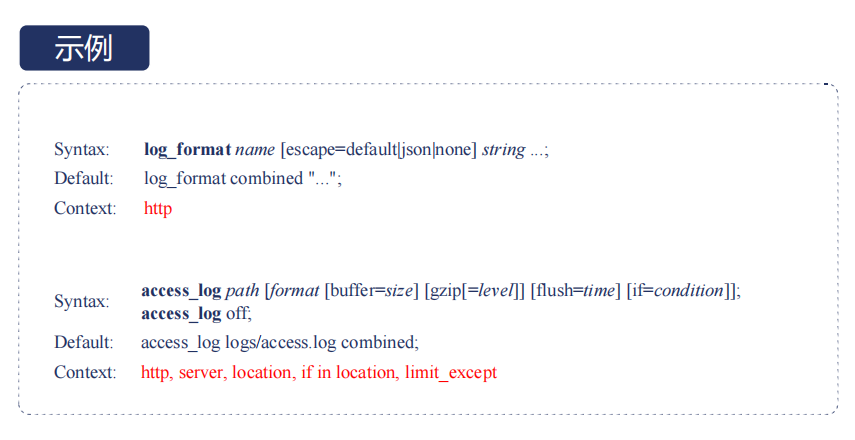 示例
Syntax: log_format name [escape=default|json|none] string ...;
Default: log_format combined "...";
Context: http
Syntax: access_log path [format [buffer=size] [gzip[=level]] [flush=time] [if=condition]];
access_log off;
Default: access_log logs/access.log combined;
Context: http, server, location, if in location, limit_except